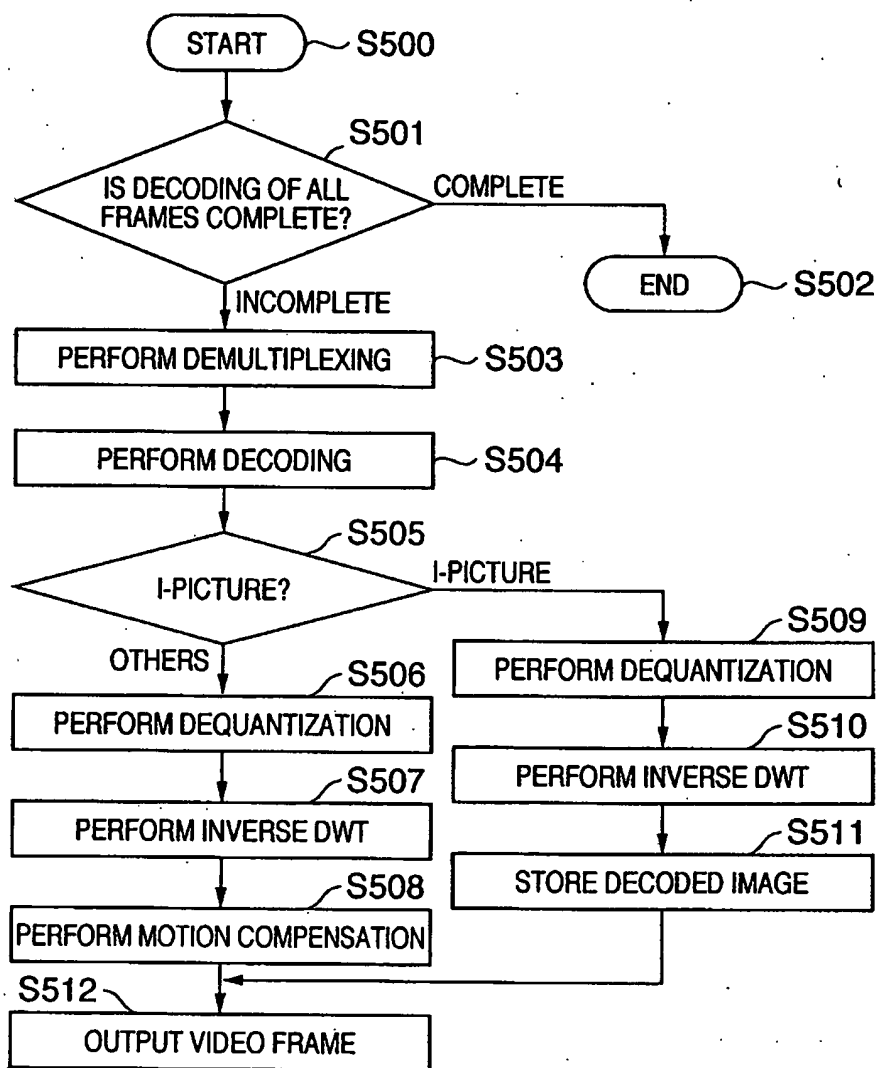 START
S500
S501
IS DECODING OF ALL
FRAMES COMPLETE?
COMPLETE
END
S502
INCOMPLETE
PERFORM DEMULTIPLEXING
S503
PERFORM DECODING
S504
S505
I-PICTURE?
I-PICTURE
OTHERS
S506
PERFORM DEQUANTIZATION
S507
PERFORM INVERSE DWT
S508
PERFORM MOTION COMPENSATION
S509
PERFORM DEQUANTIZATION
S510
PERFORM INVERSE DWT
S511
STORE DECODED IMAGE
S512
OUTPUT VIDEO FRAME